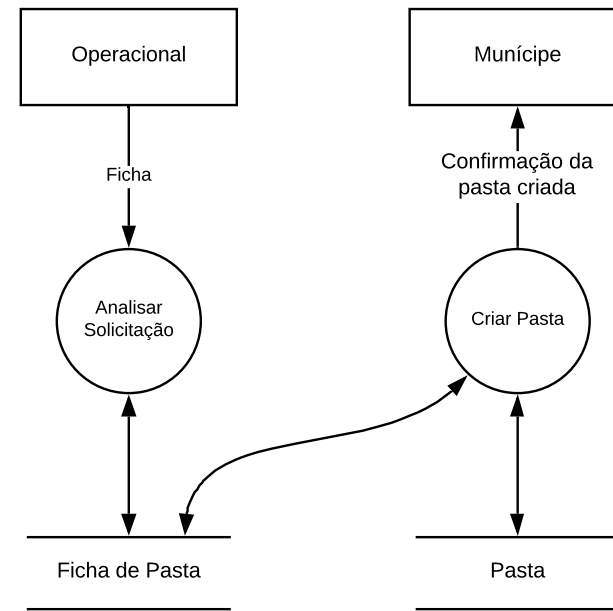 Operacional
Munícipe
Ficha
Confirmação da
pasta criada
Analisar
Solicitação
Criar Pasta
Ficha de Pasta
Pasta